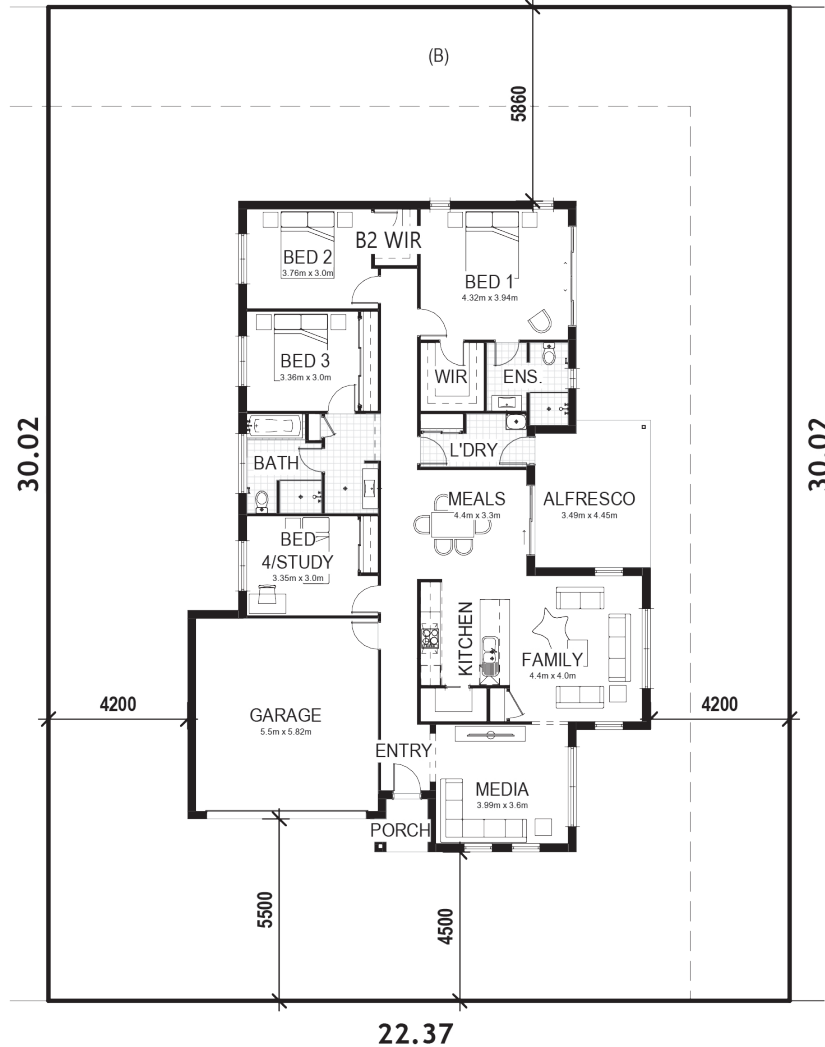 (B)
5860
BED 2
3.76m x 3.0m
B2 WIR
BED 1
4.32m x 3.94m
BED 3
3.36m x 3.0m
WIR
ENS.
30.02
30.02
BATH
L'DRY
MEALS
4.4m x 3.3m
ALFRESCO
3.49m x 4.45m
BED
4/STUDY
3.35m x 3.0m
KITCHEN
FAMILY
4.4m x 4.0m
4200
4200
GARAGE
5.5m x 5.82m
ENTRY
MEDIA
3.99m x 3.6m
PORCH
5500
4500
22.37